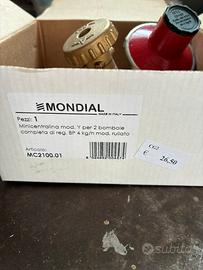 MONDIAL
MADE IN ITALY
Pezzi: 1
Minicentralina mod. Y per 2 bombole
completa di reg. BP 4 kg/h mod. rullato
Articolo:
MC2100.01
€ 26,50
subito